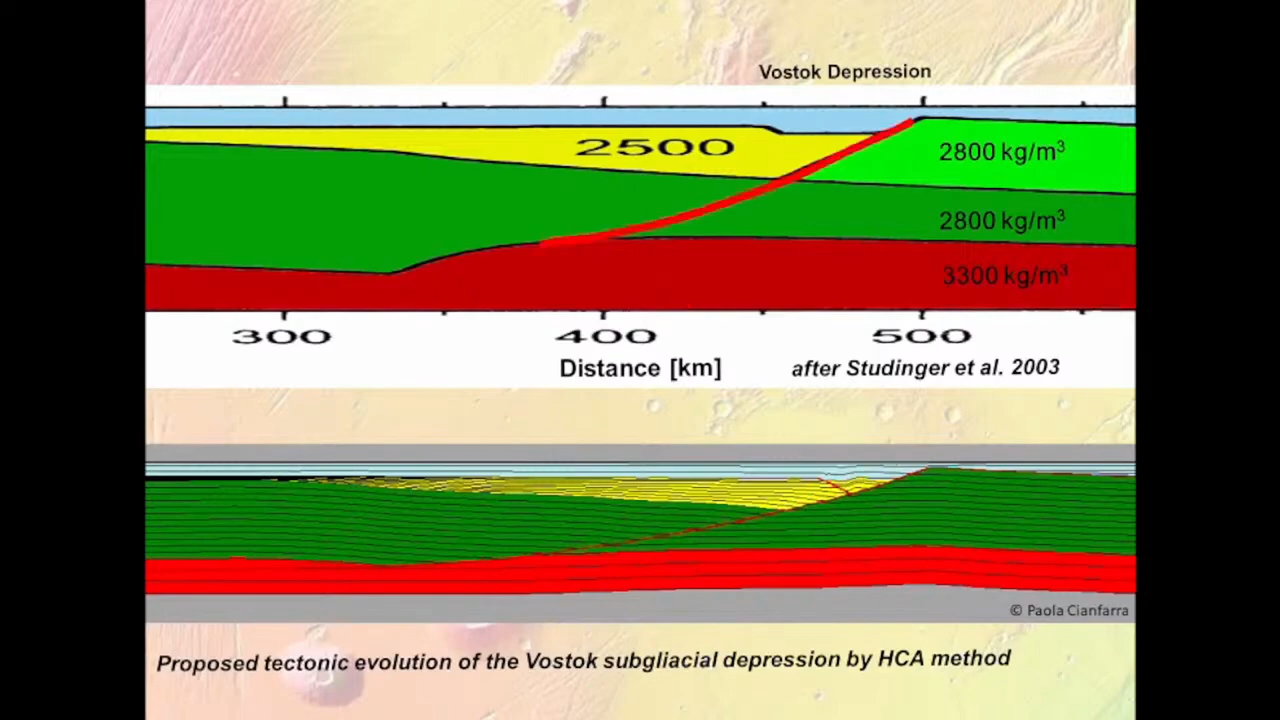 Vostok Depression
2500
2800 kg/m³
2800 kg/m³
3300 kg/m³
300 400 500
Distance [km] after Studinger et al. 2003
© Paola Cianfarra
Proposed tectonic evolution of the Vostok subgliacial depression by HCA method